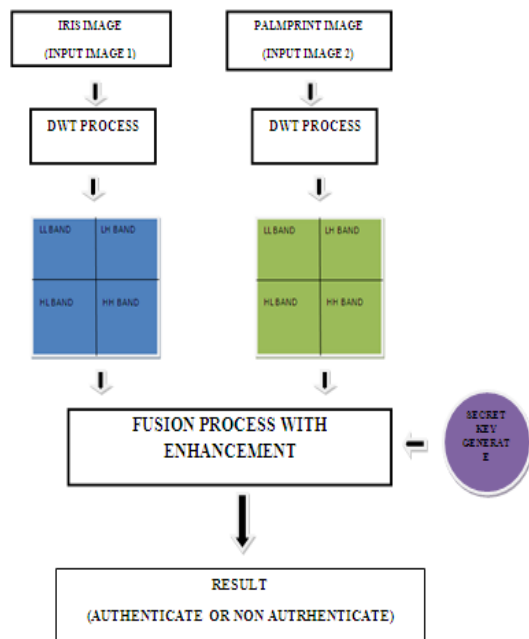 IRIS IMAGE
(INPUT IMAGE 1)
PALMPRINT IMAGE
(INPUT IMAGE 2)
DWT PROCESS
DWT PROCESS
LL BAND
LH BAND
HL BAND
HH BAND
LL BAND
LH BAND
HL BAND
HH BAND
FUSION PROCESS WITH
ENHANCEMENT
SECRET
KEY
GENERAT
E
RESULT
(AUTHENTICATE OR NON AUTRHENTICATE)